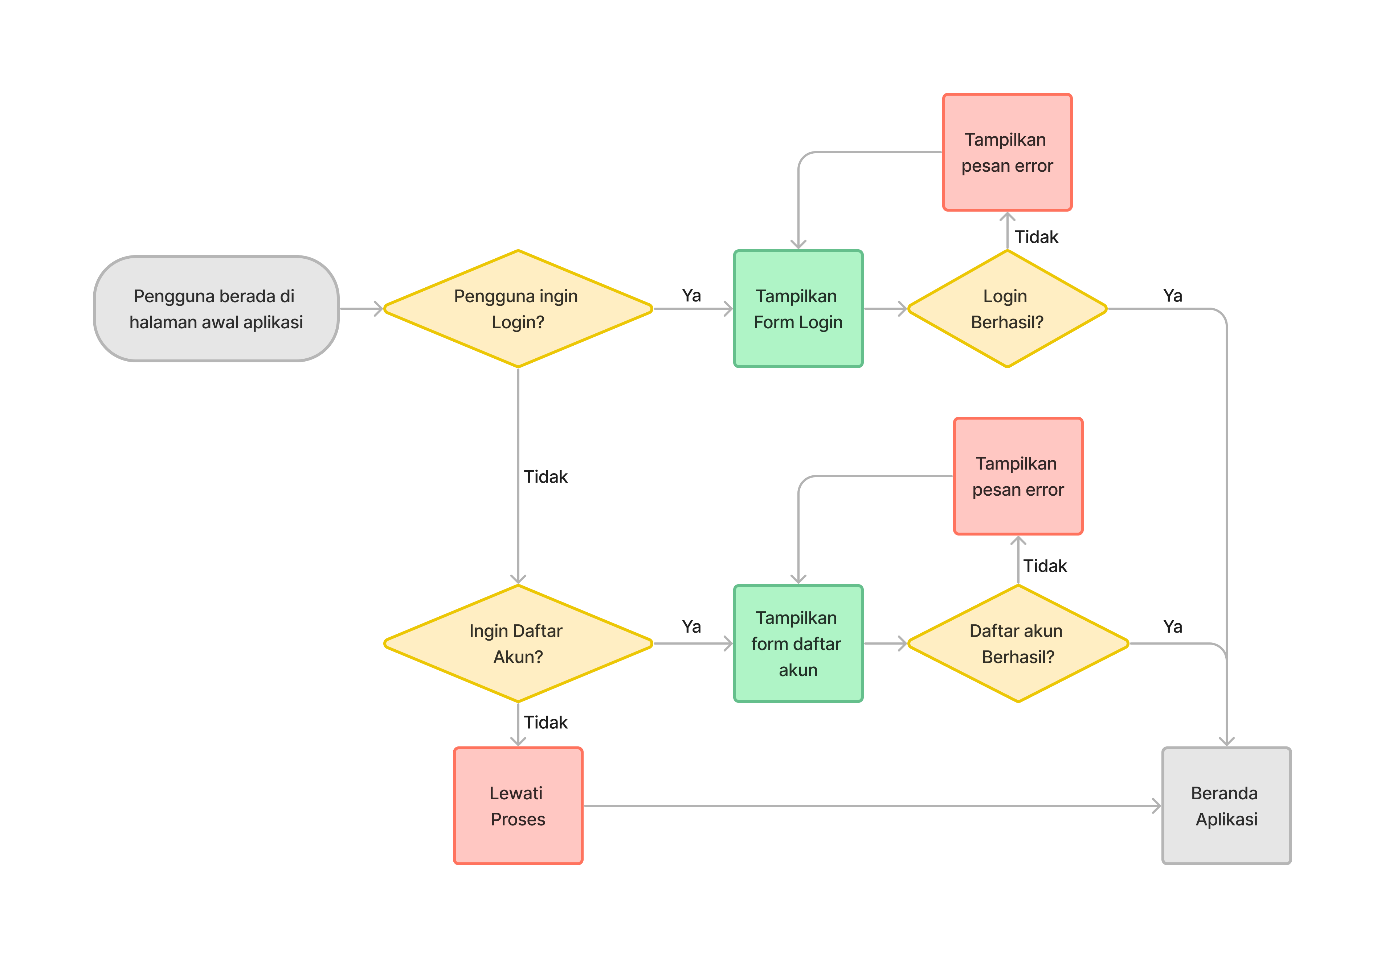 Tampilkan
pesan error
Tidak
Pengguna berada di
halaman awal aplikasi
Pengguna ingin
Login?
Ya
Tampilkan
Form Login
Login
Berhasil?
Ya
Tidak
Tampilkan
pesan error
Tidak
Ingin Daftar
Akun?
Ya
Tampilkan
form daftar
akun
Daftar akun
Berhasil?
Ya
Tidak
Lewati
Proses
Beranda
Aplikasi